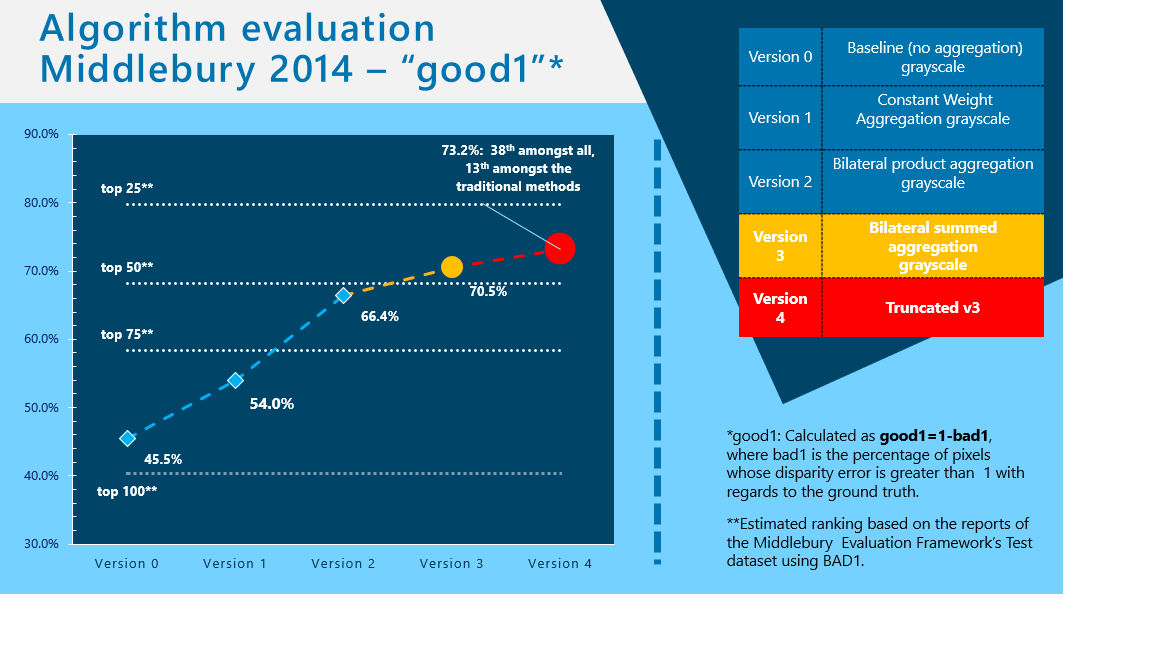 Algorithm evaluation
Middlebury 2014 – “good1”*
90.0%
80.0%
70.0%
60.0%
50.0%
40.0%
30.0%
top 25**
top 50**
top 75**
top 100**
73.2%:  38th amongst all,
13th amongst the
traditional methods
70.5%
66.4%
54.0%
45.5%
Version 0
Version 1
Version 2
Version 3
Version 4
Version 0
Baseline (no aggregation)
grayscale
Version 1
Constant Weight
Aggregation grayscale
Version 2
Bilateral product aggregation
grayscale
Version
3
Bilateral summed
aggregation
grayscale
Version
4
Truncated v3
*good1: Calculated as good1=1-bad1,
where bad1 is the percentage of pixels
whose disparity error is greater than  1 with
regards to the ground truth.
**Estimated ranking based on the reports of
the Middlebury  Evaluation Framework’s Test
dataset using BAD1.